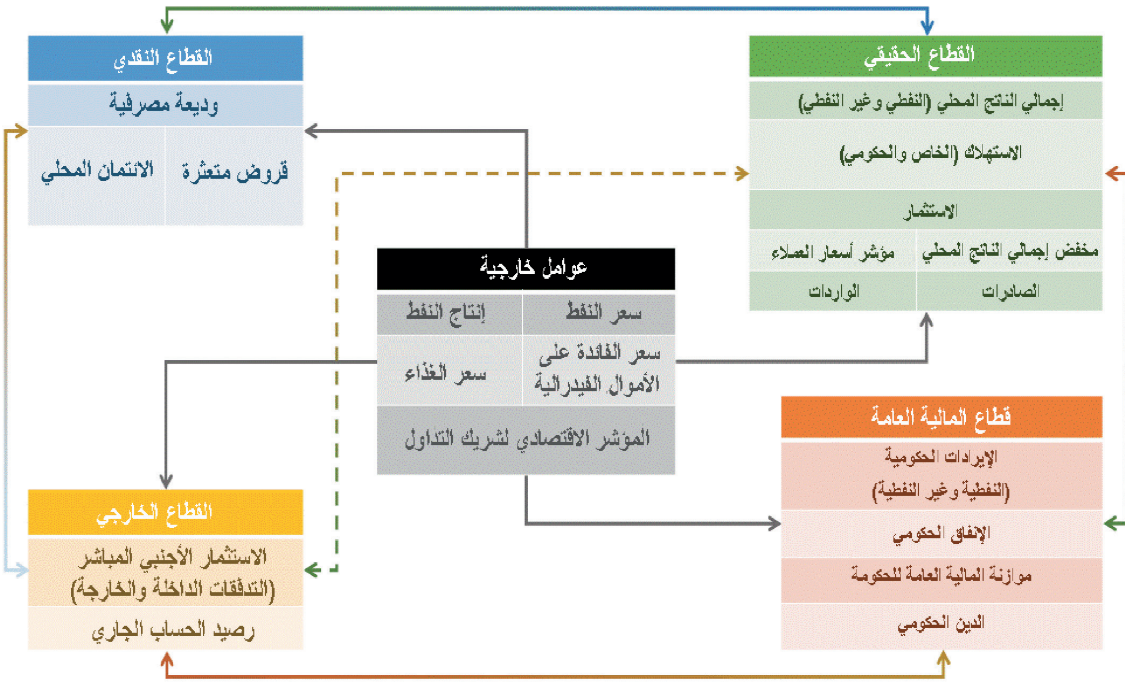 القطاع الحقيقي
إجمالي الناتج المحلي (النفطي وغير النفطي)
الاستهلاك (الخاص والحكومي)
الاستثمار
مخفض إجمالي الناتج المحلي
مؤشر أسعار العملاء
الصادرات
الواردات
القطاع النقدي
وديعة مصرفية
قروض متعثرة
الائتمان المحلي
عوامل خارجية
سعر النفط
إنتاج النفط
سعر الفائدة على
الأموال الفيدرالية
سعر الغذاء
المؤشر الاقتصادي لشريك التداول
قطاع المالية العامة
الإيرادات الحكومية
(النفطية وغير النفطية)
الإنفاق الحكومي
موازنة المالية العامة للحكومة
الدين الحكومي
القطاع الخارجي
الاستثمار الأجنبي المباشر
(التدفقات الداخلة والخارجة)
رصيد الحساب الجاري